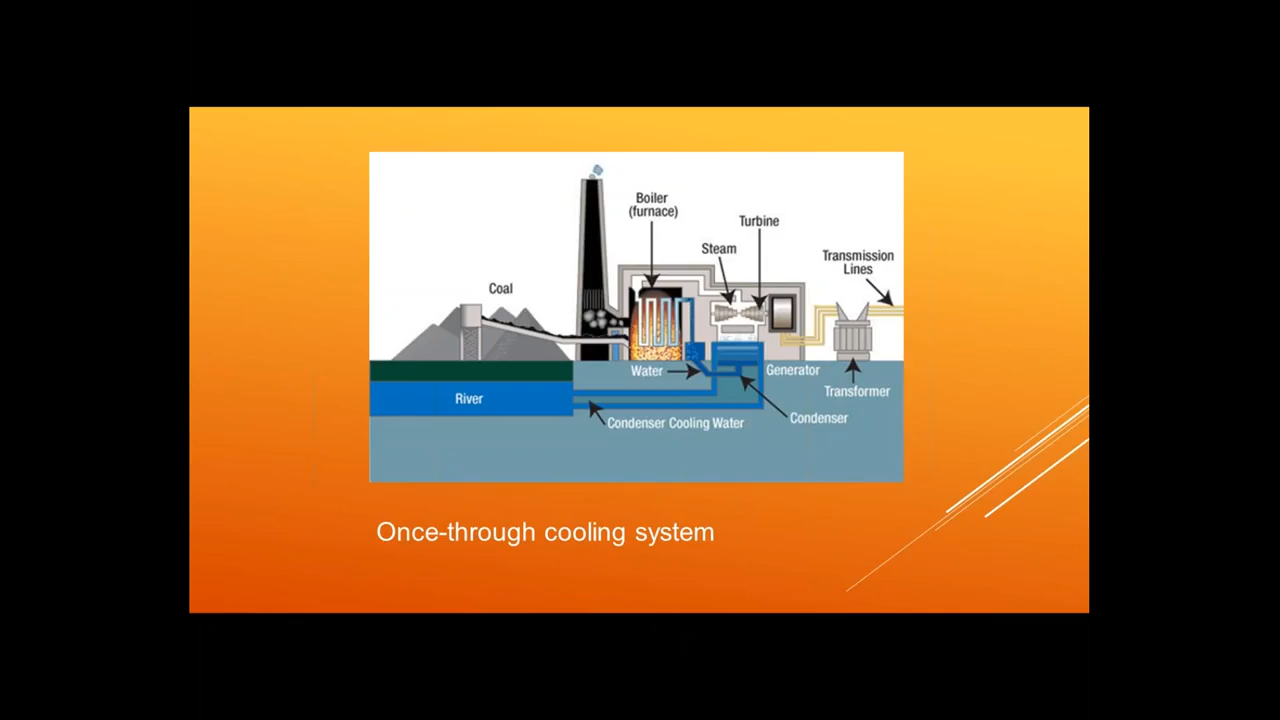 Boiler
(furnace)
Turbine
Steam
Transmission
Lines
Coal
Water
Generator
Transformer
River
Condenser
Condenser Cooling Water
Once-through cooling system